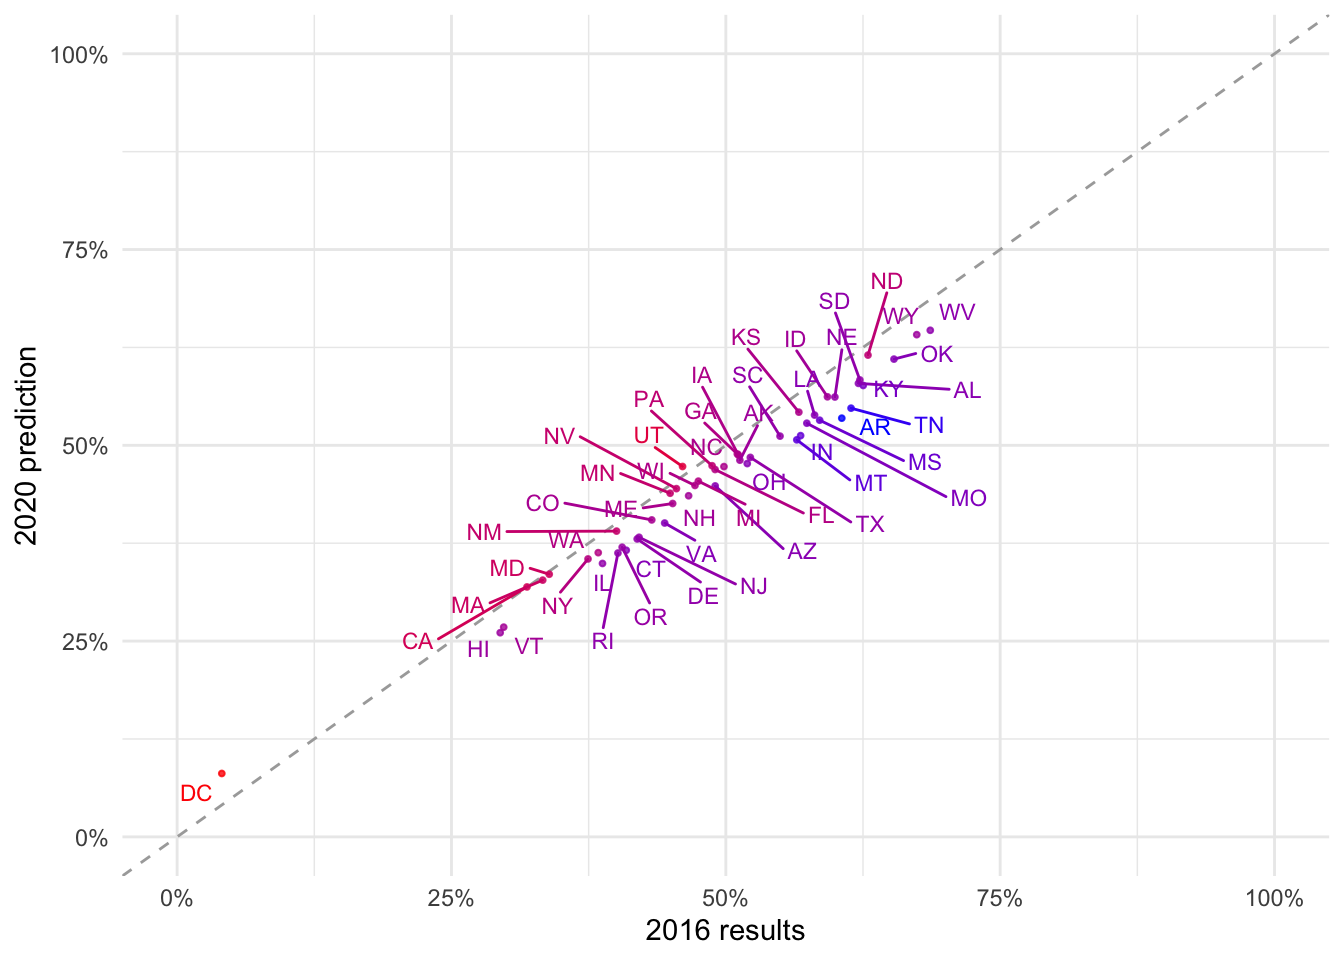 100%
ND
SD
WV
WY
KS
ID
NE
OK
IA
SC
LA
KY
AL
PA
GA
AK
TN
AR
NV
UT
NC
IN
MS
MN
WI
OH
MT
MO
CO
ME
NH
MI
FL
TX
NM
WA
VA
AZ
MD
IL
CT
NJ
MA
NY
DE
OR
CA
RI
HI
VT
DC
75%
50%
25%
0%
2020 prediction
0%
25%
50%
75%
100%
2016 results